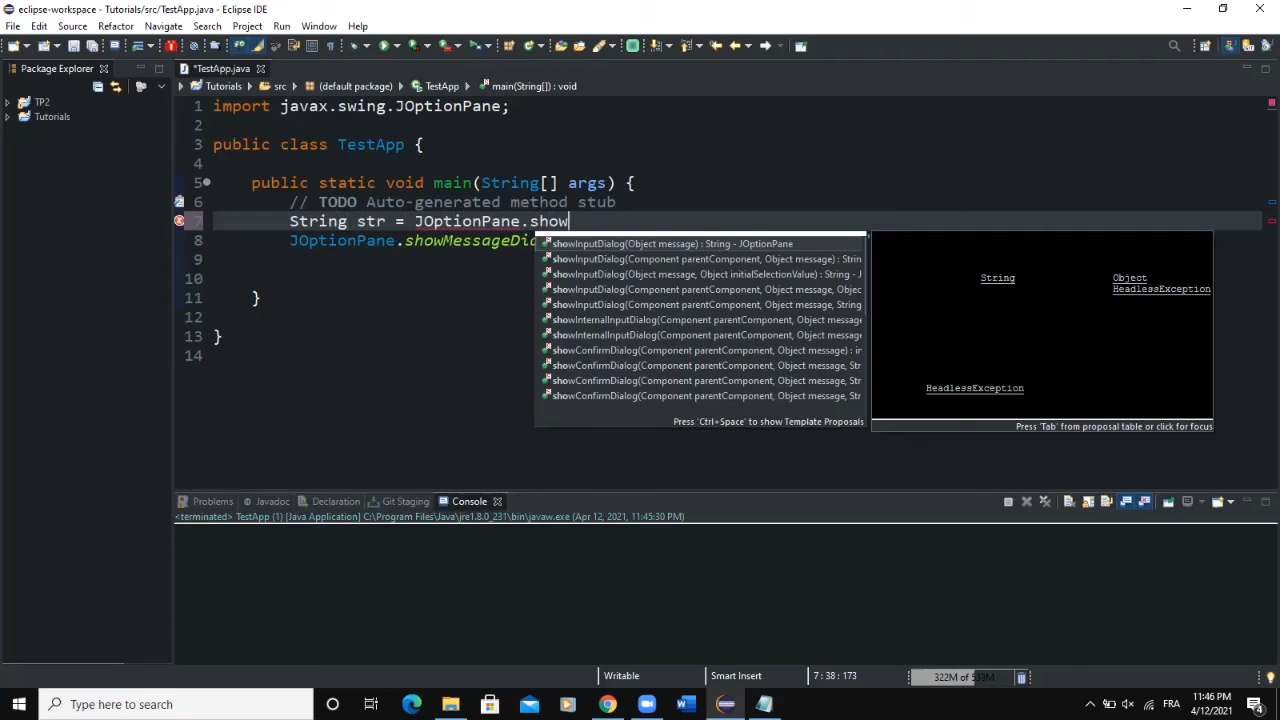 eclipse-workspace - Tutorials/src/TestApp.java - Eclipse IDE
File Edit Source Refactor Navigate Search Project Run Window Help
Package Explorer
*TestApp.java
Tutorials src (default package) TestApp main(String[]) : void
TP2
Tutorials
1 import javax.swing.JOptionPane;
2
3 public class TestApp {
4
5 public static void main(String[] args) {
6 // TODO Auto-generated method stub
7 String str = JOptionPane.show
8 JOptionPane.showMessageDia
9
10
11 }
12
13 }
14
showInputDialog(Object message) : String - JOptionPane
showInputDialog(Component parentComponent, Object message) : Strin
showInputDialog(Object message, Object initialSelectionValue) : String - J
showInputDialog(Component parentComponent, Object message, Objec
showInputDialog(Component parentComponent, Object message, String
showInternalInputDialog(Component parentComponent, Object message
showInternalInputDialog(Component parentComponent, Object message
showConfirmDialog(Component parentComponent, Object message) : in
showConfirmDialog(Component parentComponent, Object message, Str
showConfirmDialog(Component parentComponent, Object message, Str
showConfirmDialog(Component parentComponent, Object message, Str
Press 'Ctrl+Space' to show Template Proposals
String Object
HeadlessException
HeadlessException
Press 'Tab' from proposal table or click for focus
Problems Javadoc Declaration Git Staging Console
<terminated> TestApp (1) [Java Application] C:\Program Files\Java\jre1.8.0_231\bin\javaw.exe (Apr 12, 2021, 11:45:30 PM)
Writable Smart Insert 7 : 38 : 173 322M of 533M
Type here to search
FRA
11:46 PM
4/12/2021
4